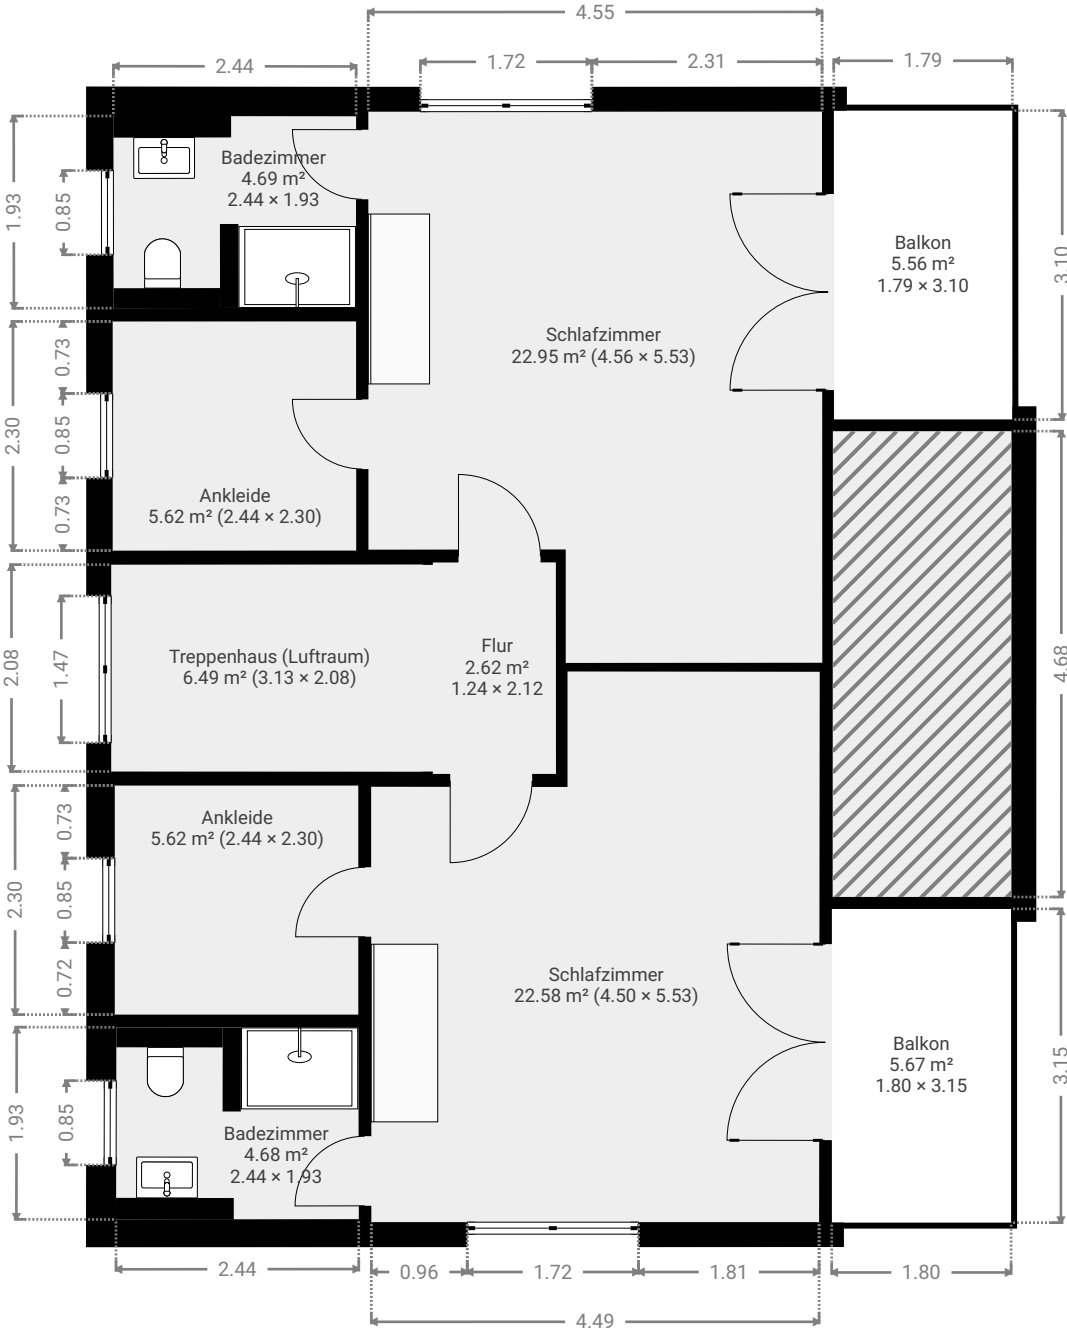 4.55
2.44
1.72
2.31
1.79
Badezimmer
4.69 m²
2.44 × 1.93
1.93
0.85
Balkon
5.56 m²
1.79 × 3.10
3.10
Schlafzimmer
22.95 m² (4.56 × 5.53)
0.73
0.85
0.73
2.30
Ankleide
5.62 m² (2.44 × 2.30)
2.08
1.47
Treppenhaus (Luftraum)
6.49 m² (3.13 × 2.08)
Flur
2.62 m²
1.24 × 2.12
4.68
Ankleide
5.62 m² (2.44 × 2.30)
0.73
0.85
0.72
2.30
Schlafzimmer
22.58 m² (4.50 × 5.53)
Balkon
5.67 m²
1.80 × 3.15
3.15
Badezimmer
4.68 m²
2.44 × 1.93
1.93
0.85
2.44
0.96
1.72
1.81
1.80
4.49